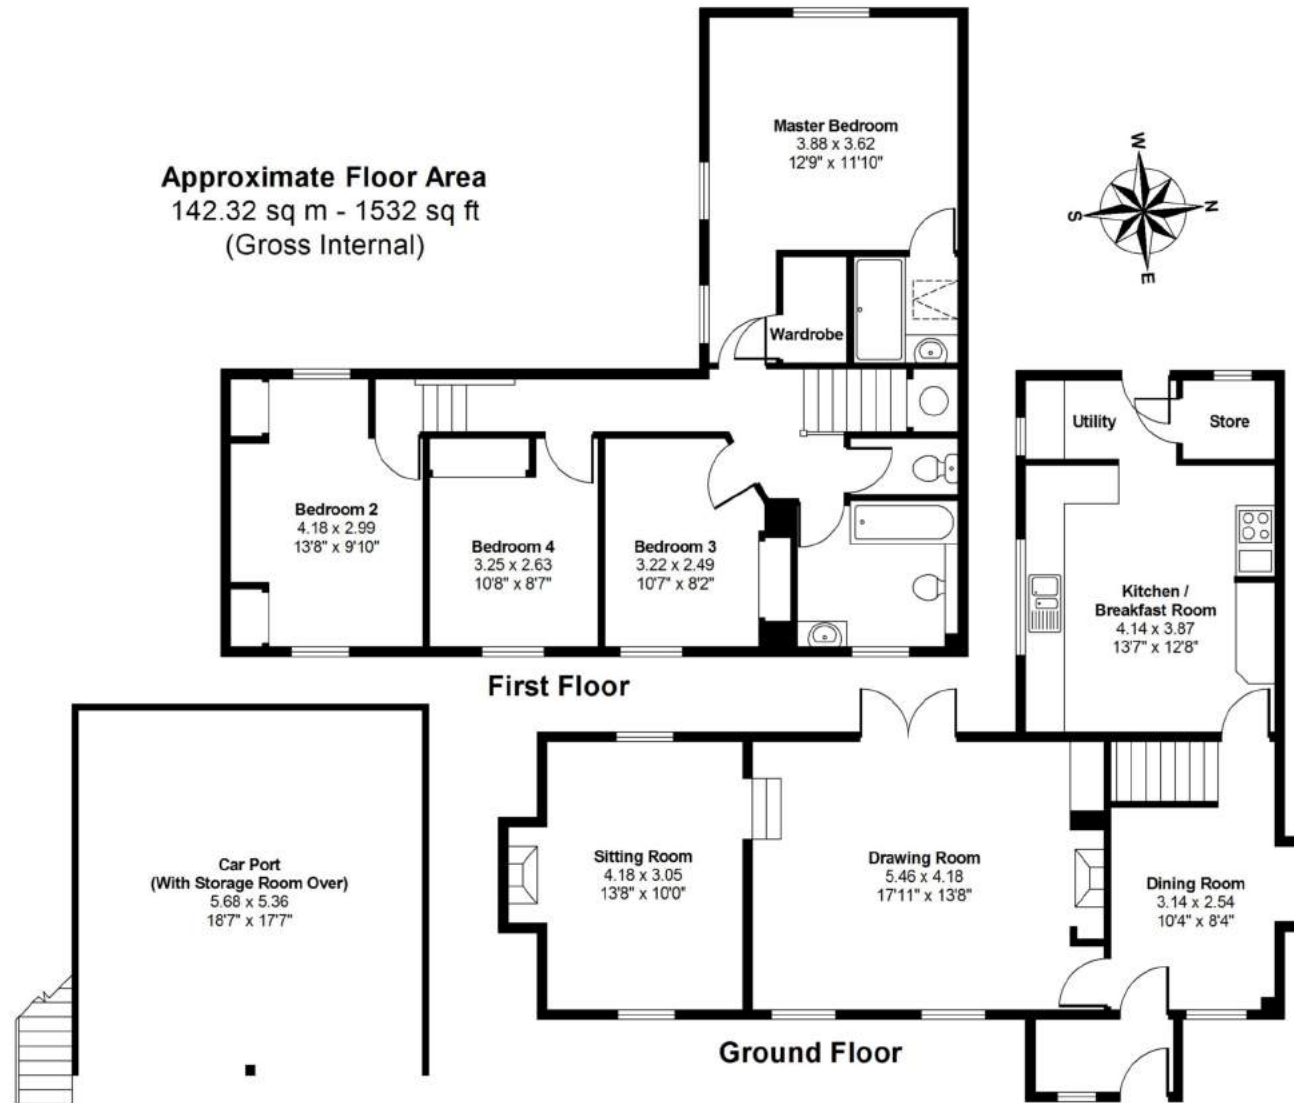 Approximate Floor Area
142.32 sq m - 1532 sq ft
(Gross Internal)
Master Bedroom
3.88 x 3.62
12'9" x 11'10"
W
N
S
E
Wardrobe
Utility
Store
Bedroom 2
4.18 x 2.99
13'8" x 9'10"
Bedroom 4
3.25 x 2.63
10'8" x 8'7"
Bedroom 3
3.22 x 2.49
10'7" x 8'2"
Kitchen /
Breakfast Room
4.14 x 3.87
13'7" x 12'8"
First Floor
Car Port
(With Storage Room Over)
5.68 x 5.36
18'7" x 17'7"
Sitting Room
4.18 x 3.05
13'8" x 10'0"
Drawing Room
5.46 x 4.18
17'11" x 13'8"
Dining Room
3.14 x 2.54
10'4" x 8'4"
Ground Floor